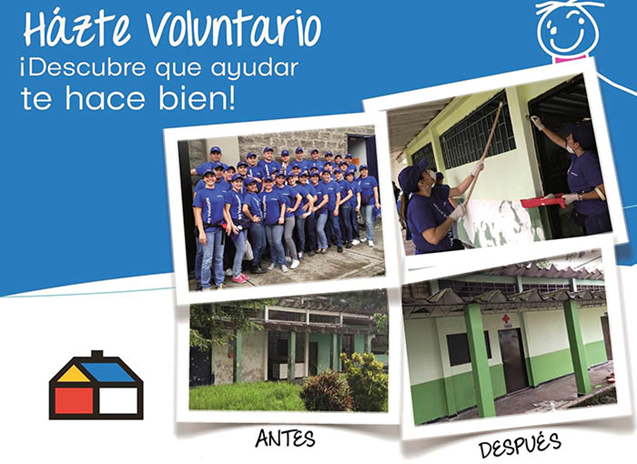 Házte Voluntario
¡Descubre que ayudar
te hace bien!
ANTES
DESPUÉS